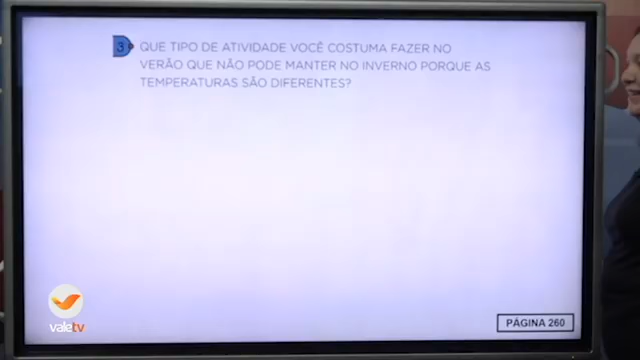 3 QUE TIPO DE ATIVIDADE VOCÊ COSTUMA FAZER NO
VERÃO QUE NÃO PODE MANTER NO INVERNO PORQUE AS
TEMPERATURAS SÃO DIFERENTES?
valetv
PÁGINA 260